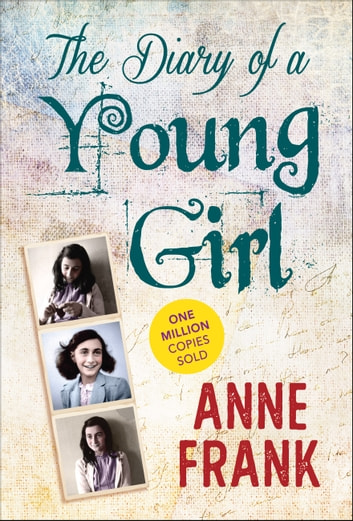 The Diary of a
Young
Girl
ONE
MILLION
COPIES
SOLD
ANNE
FRANK